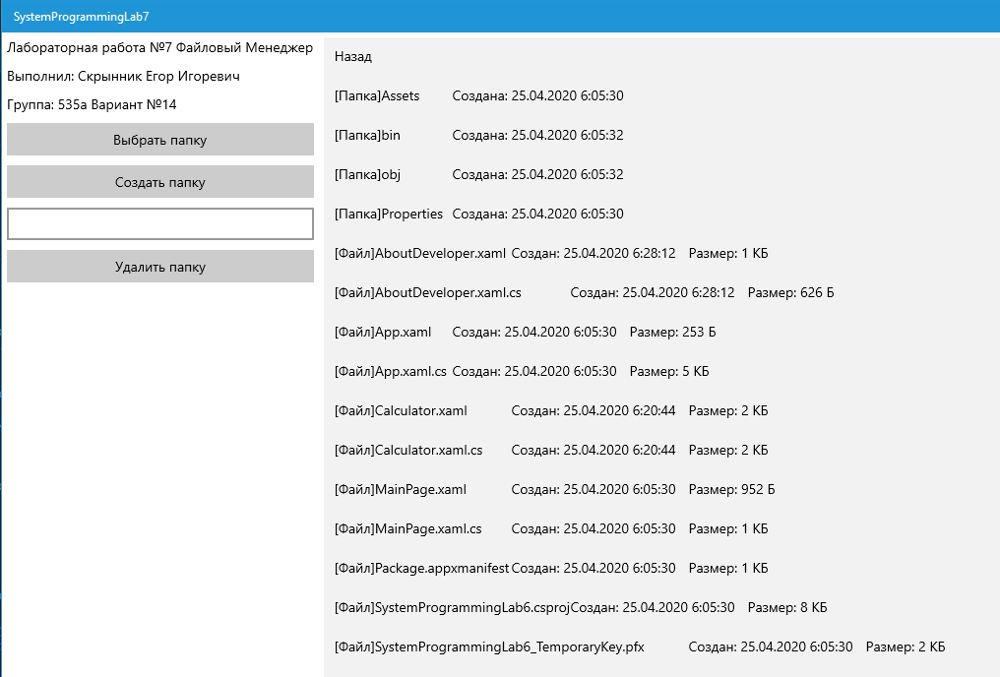 SystemProgrammingLab7
Лабораторная работа №7 Файловый Менеджер
Выполнил: Скрынник Егор Игоревич
Группа: 535а Вариант №14
Выбрать папку
Создать папку
Удалить папку
Назад
[Папка]Assets Создана: 25.04.2020 6:05:30
[Папка]bin Создана: 25.04.2020 6:05:32
[Папка]obj Создана: 25.04.2020 6:05:32
[Папка]Properties Создана: 25.04.2020 6:05:30
[Файл]AboutDeveloper.xaml Создан: 25.04.2020 6:28:12 Размер: 1 КБ
[Файл]AboutDeveloper.xaml.cs Создан: 25.04.2020 6:28:12 Размер: 626 Б
[Файл]App.xaml Создан: 25.04.2020 6:05:30 Размер: 253 Б
[Файл]App.xaml.cs Создан: 25.04.2020 6:05:30 Размер: 5 КБ
[Файл]Calculator.xaml Создан: 25.04.2020 6:20:44 Размер: 2 КБ
[Файл]Calculator.xaml.cs Создан: 25.04.2020 6:20:44 Размер: 2 КБ
[Файл]MainPage.xaml Создан: 25.04.2020 6:05:30 Размер: 952 Б
[Файл]MainPage.xaml.cs Создан: 25.04.2020 6:05:30 Размер: 1 КБ
[Файл]Package.appxmanifest Создан: 25.04.2020 6:05:30 Размер: 1 КБ
[Файл]SystemProgrammingLab6.csprojСоздан: 25.04.2020 6:05:30 Размер: 8 КБ
[Файл]SystemProgrammingLab6_TemporaryKey.pfx Создан: 25.04.2020 6:05:30 Размер: 2 КБ